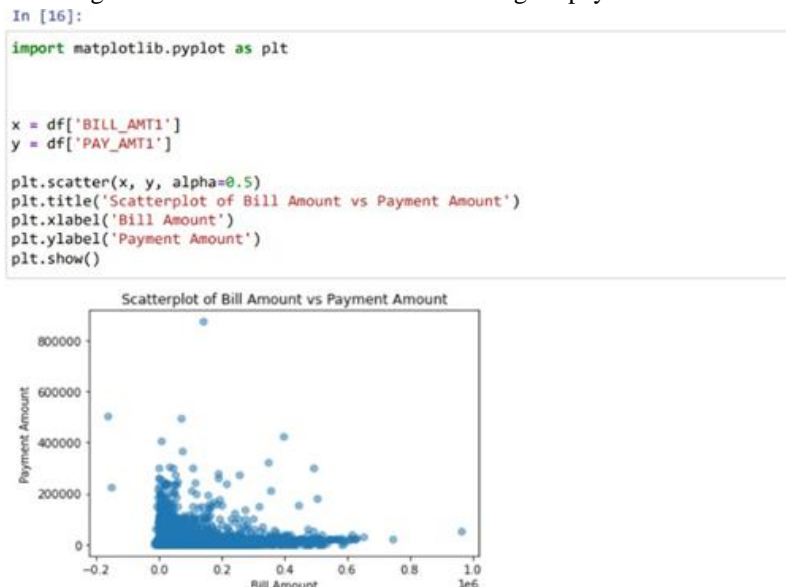 In [16]:
import matplotlib.pyplot as plt
x = df['BILL_AMT1']
y = df['PAY_AMT1']
plt.scatter(x, y, alpha=0.5)
plt.title('Scatterplot of Bill Amount vs Payment Amount')
plt.xlabel('Bill Amount')
plt.ylabel('Payment Amount')
plt.show()
Scatterplot of Bill Amount vs Payment Amount
800000
600000
400000
200000
0
Payment Amount
−0.2 0.0 0.2 0.4 0.6 0.8 1.0
Bill Amount 1e6